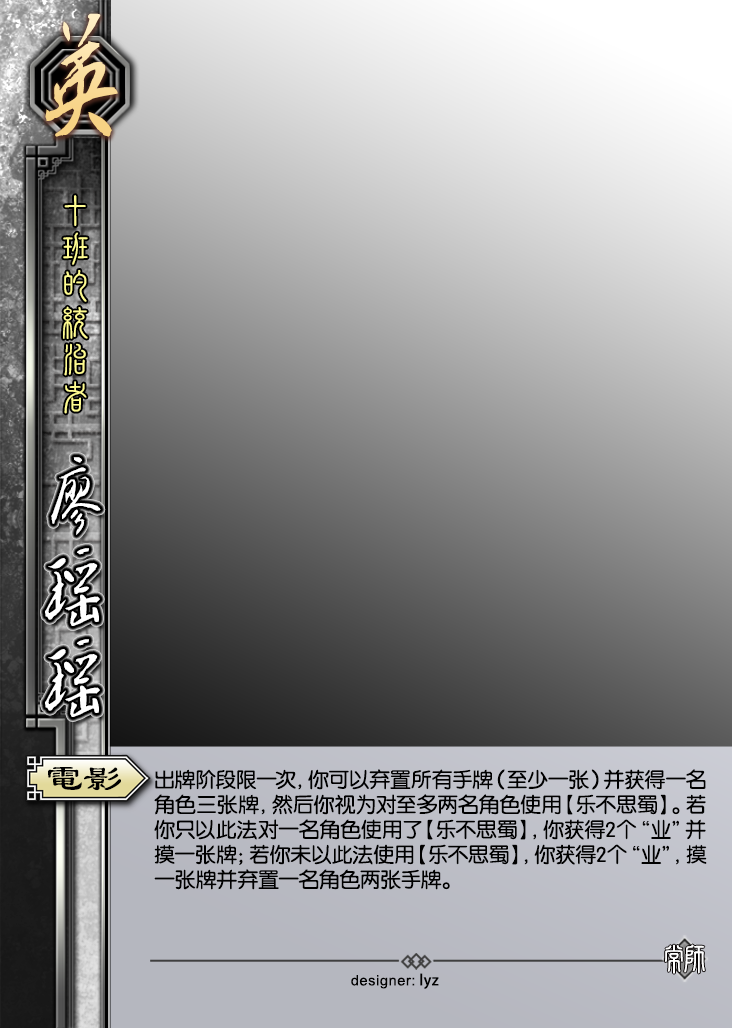 英
十班的統治者
廖瑶瑶
電影
出牌阶段限一次，你可以弃置所有手牌（至少一张）并获得一名
角色三张牌，然后你视为对至多两名角色使用【乐不思蜀】。若
你只以此法对一名角色使用了【乐不思蜀】，你获得2个“业”并
摸一张牌；若你未以此法使用【乐不思蜀】，你获得2个“业”，摸
一张牌并弃置一名角色两张手牌。
常师
designer: lyz